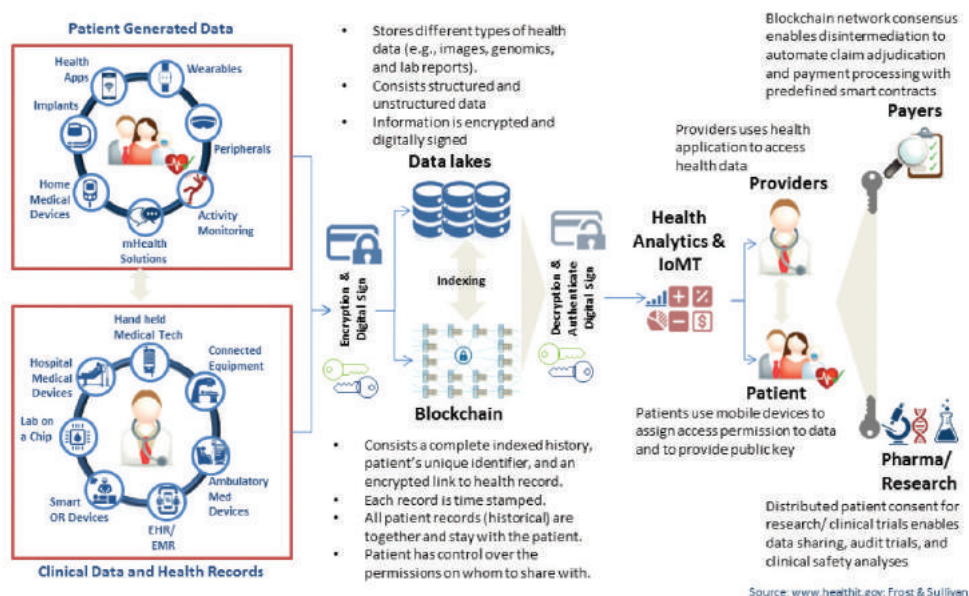 Patient Generated Data
Health
Apps
Wearables
Implants
Peripherals
Home
Medical
Devices
Activity
Monitoring
mHealth
Solutions
Hand held
Medical Tech
Hospital
Medical
Devices
Connected
Equipment
Lab on
a Chip
Ambulatory
Med
Devices
Smart
OR Devices
EHR/
EMR
Clinical Data and Health Records
Encryption &
Digital Sign
• Stores different types of health
data (e.g., images, genomics,
and lab reports).
• Consists structured and
unstructured data
• Information is encrypted and
digitally signed
Data lakes
Indexing
Blockchain
• Consists a complete indexed history,
patient's unique identifier, and an
encrypted link to health record.
• Each record is time stamped.
• All patient records (historical) are
together and stay with the patient.
• Patient has control over the
permissions on whom to share with.
Decryption &
Authenticate
Digital Sign
Health
Analytics &
IoMT
$
Providers uses health
application to access
health data
Providers
Patient
Patients use mobile devices to
assign access permission to data
and to provide public key
Blockchain network consensus
enables disintermediation to
automate claim adjudication
and payment processing with
predefined smart contracts
Payers
Pharma/
Research
Distributed patient consent for
research/ clinical trials enables
data sharing, audit trials, and
clinical safety analyses
Source: www.healthit.gov; Frost & Sullivan